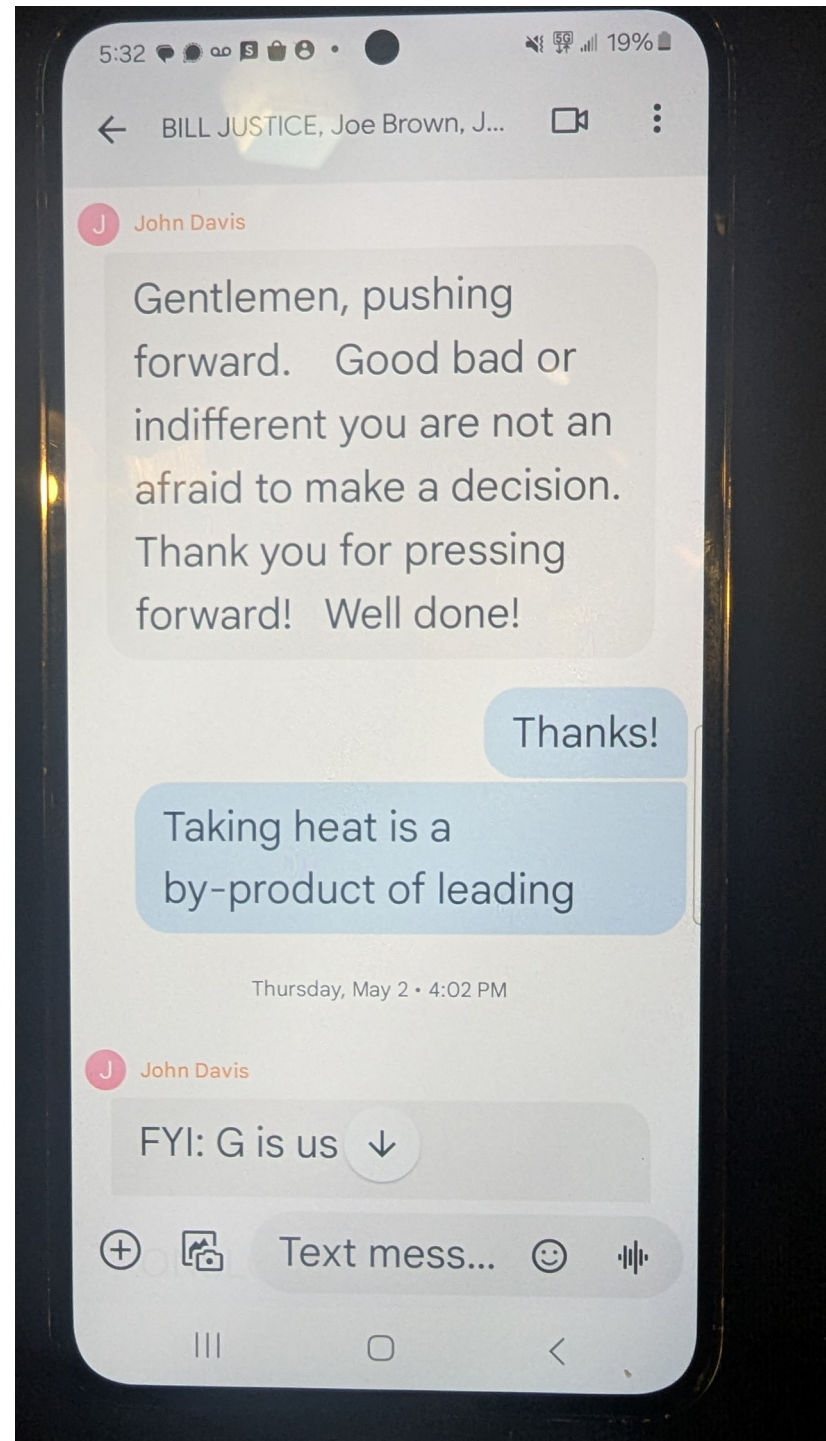 5:32 19%
BILL JUSTICE, Joe Brown, J...
J John Davis
Gentlemen, pushing
forward. Good bad or
indifferent you are not an
afraid to make a decision.
Thank you for pressing
forward! Well done!
Thanks!
Taking heat is a
by-product of leading
Thursday, May 2 • 4:02 PM
J John Davis
FYI: G is us
Text mess...